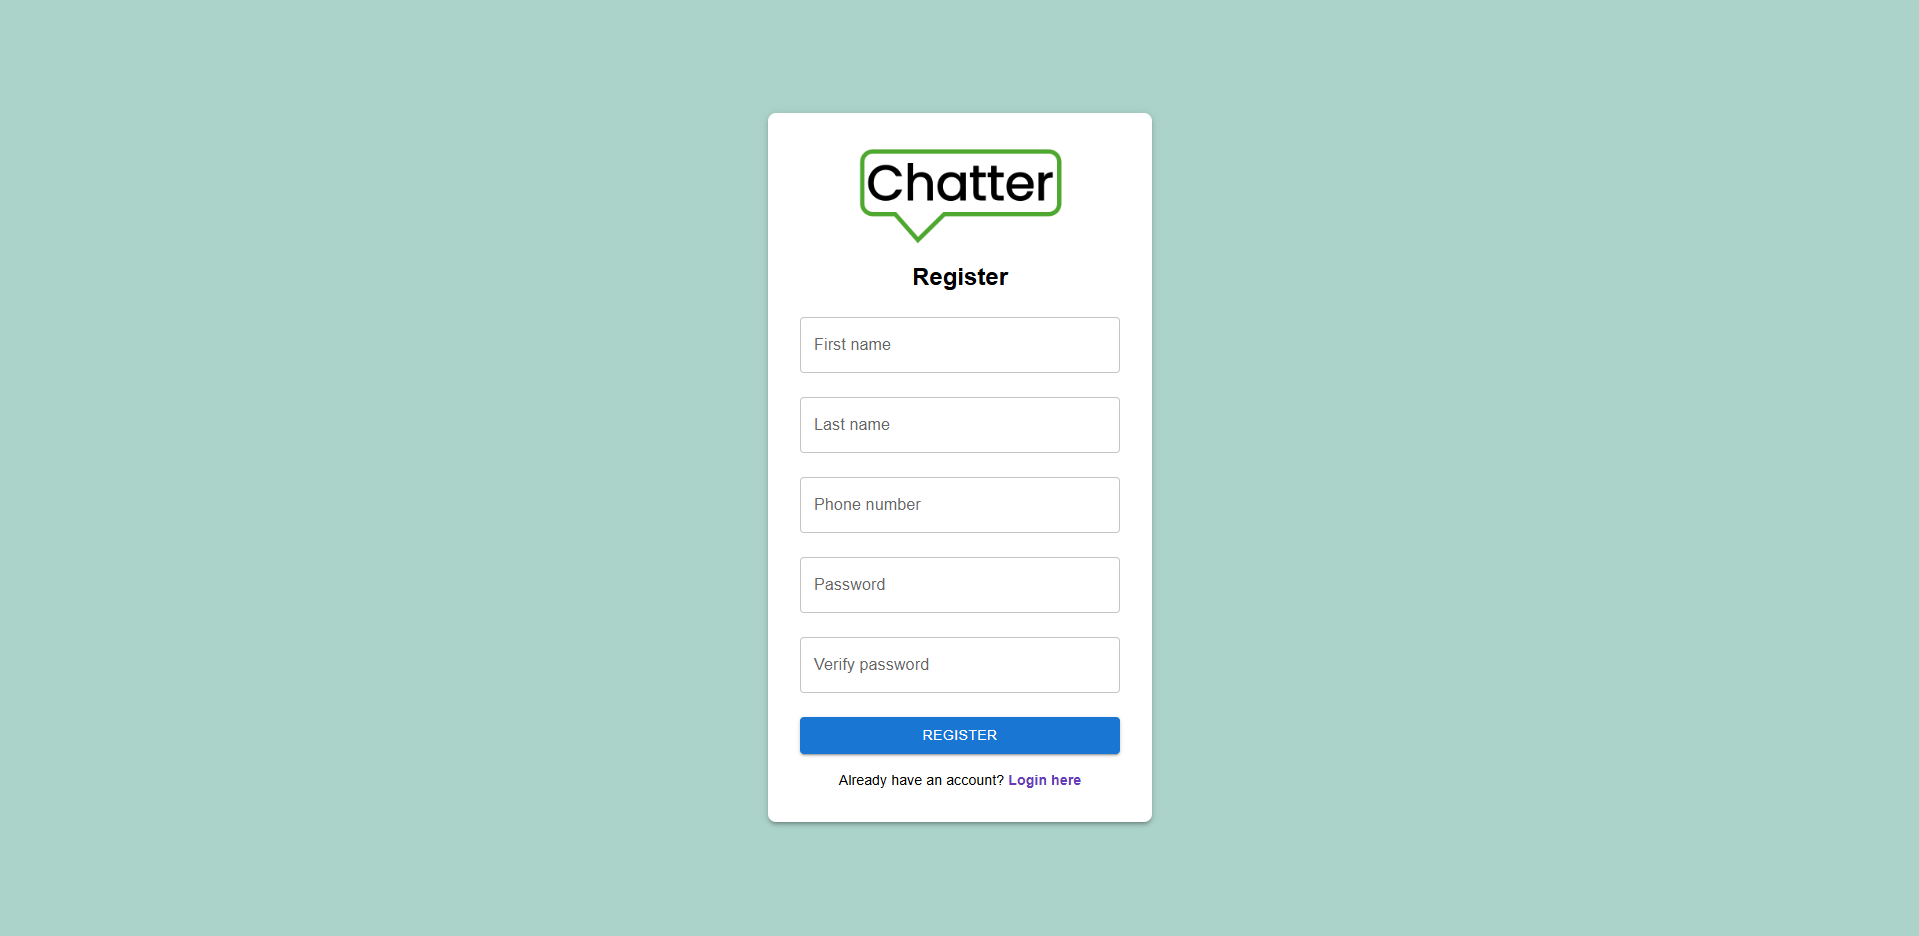 Chatter
Register
First name
Last name
Phone number
Password
Verify password
REGISTER
Already have an account? Login here